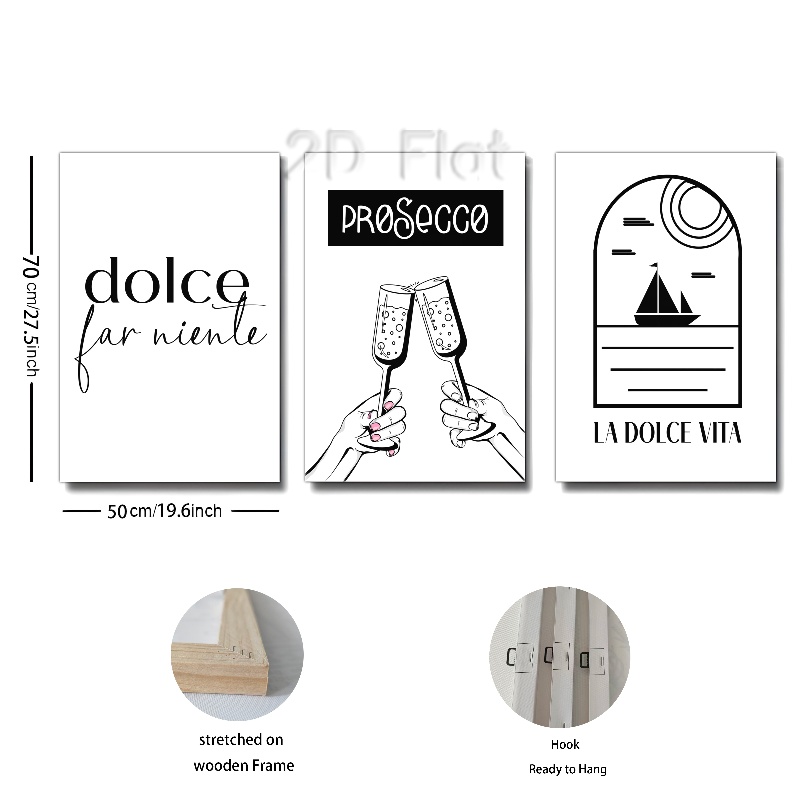 2D Flat
dolce
far niente
PROSECCO
LA DOLCE VITA
70 cm/27.5inch
50cm/19.6inch
stretched on
wooden Frame
Hook
Ready to Hang